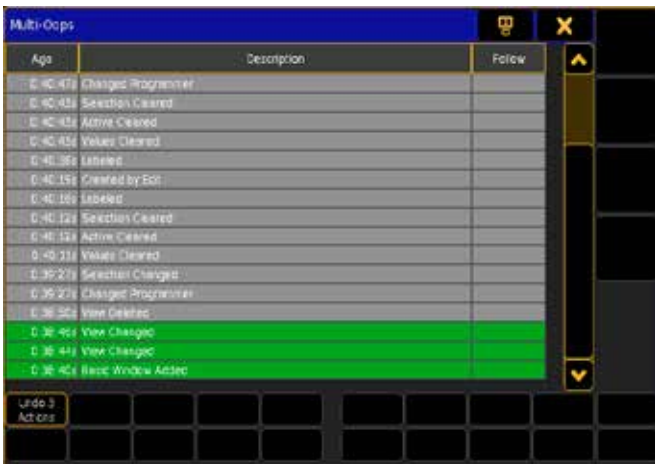 Multi-Oops
Age Description Follow
0:40:47s Changed Programmer
0:40:43s Selection Cleared
0:40:43s Active Cleared
0:40:43s Values Cleared
Labeled
0:40:19s Created by Edit
0:40:16s Labeled
0:40:12s Selection Cleared
0:40:12s Active Cleared
0:40:11s Values Cleared
0:39:27s Selection Changed
0:39:27s Changed Programmer
0:38:50s View Deleted
0:38:46s View Changed
0:38:44s View Changed
0:38:40s Basic Window Added
Undo 3
Actions